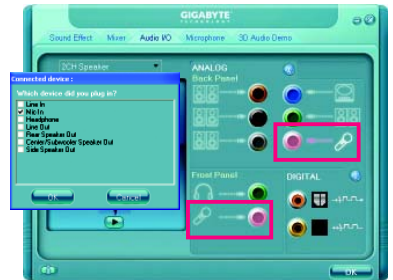 GIGABYTE
TECHNOLOGY
Sound Effect Mixer Audio I/O Microphone 3D Audio Demo
2CH Speaker
ANALOG
Back Panel
Connected device :
Which device did you plug in?
Line In
Mic In
Headphone
Line Out
Rear Speaker Out
Center/Subwoofer Speaker Out
Side Speaker Out
OK Cancel
Front Panel
DIGITAL
OK